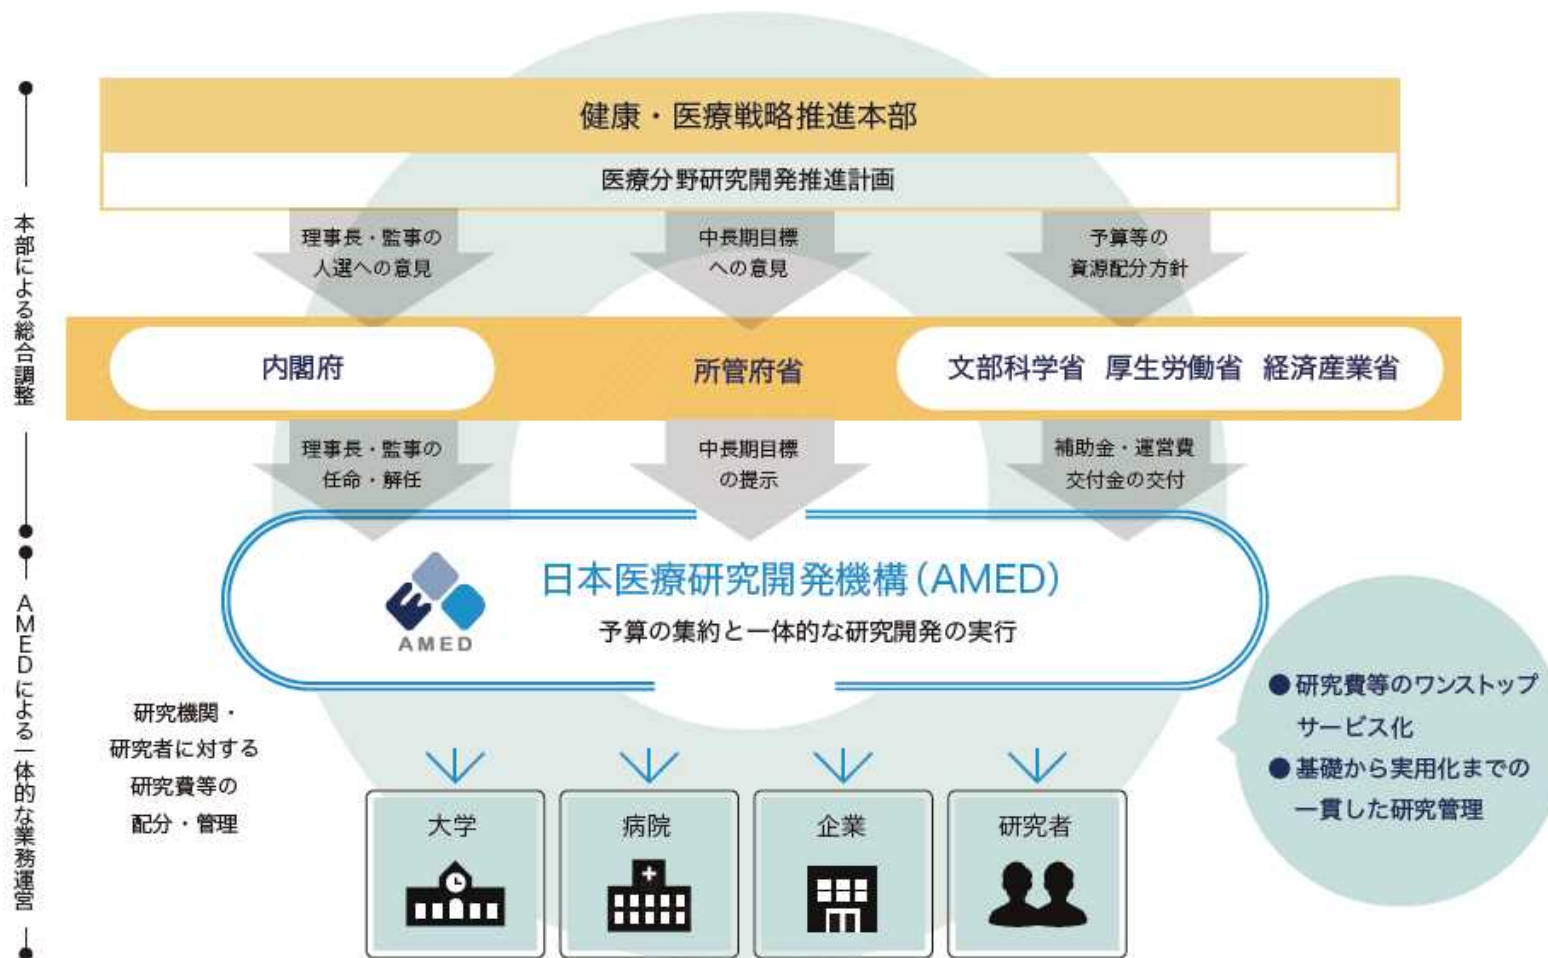 健康・医療戦略推進本部
医療分野研究開発推進計画
本部による総合調整
理事長・監事の
人選への意見
中長期目標
への意見
予算等の
資源配分方針
内閣府
所管府省
文部科学省 厚生労働省 経済産業省
理事長・監事の
任命・解任
中長期目標
の提示
補助金・運営費
交付金の交付
AMED
日本医療研究開発機構(AMED)
予算の集約と一体的な研究開発の実行
AMEDによる一体的な業務運営
研究機関・
研究者に対する
研究費等の
配分・管理
大学
病院
企業
研究者
●研究費等のワンストップ
サービス化
●基礎から実用化までの
一貫した研究管理